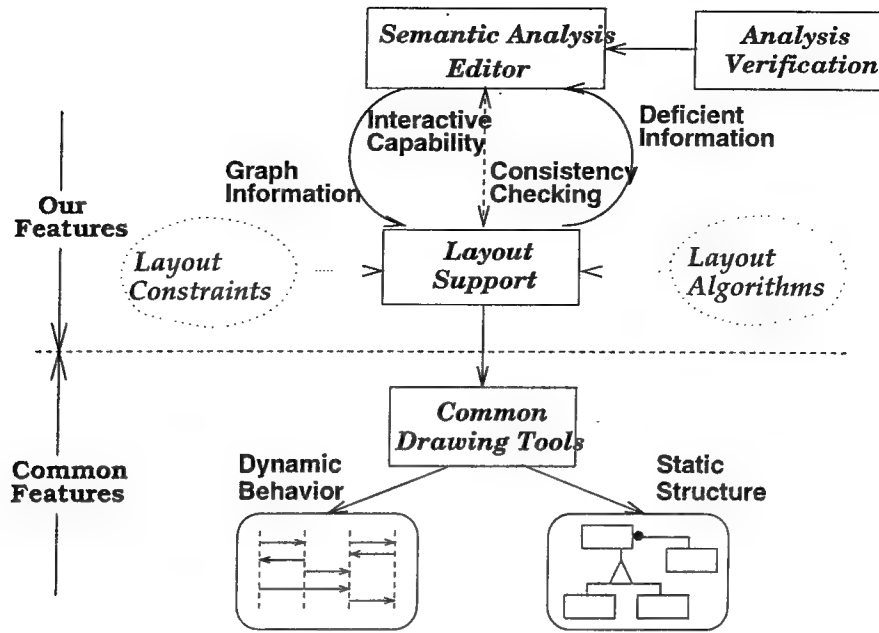 Semantic Analysis
Editor
Analysis
Verification
Interactive
Capability
Deficient
Information
Graph
Information
Consistency
Checking
Our
Features
Layout
Constraints
Layout
Support
Layout
Algorithms
Common
Drawing Tools
Common
Features
Dynamic
Behavior
Static
Structure